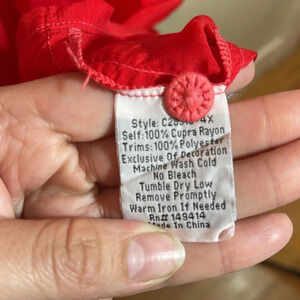 Style: 4X
Self:100% Cupra Rayon
Trims:100% Polyester
Exclusive Of Decoration
Machine Wash Cold
No Bleach
Tumble Dry Low
Remove Promptly
Warm Iron If Needed
Rn# 149414
Made In China